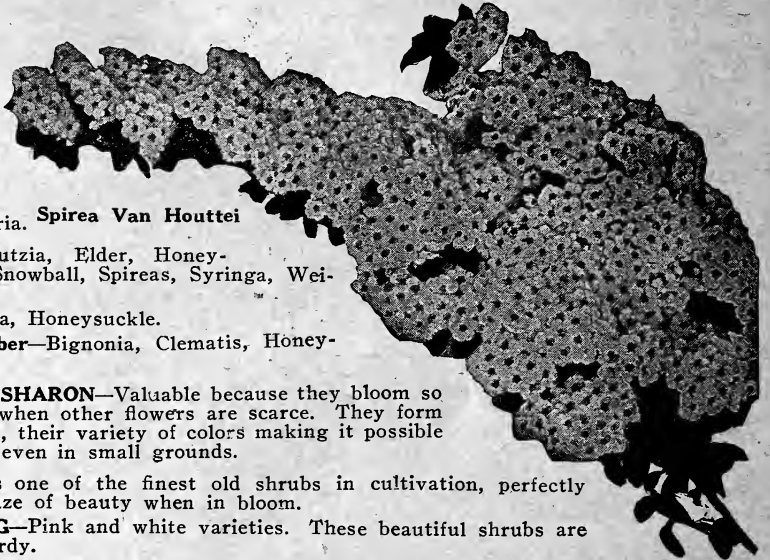 ria. Spirea Van Houttei
utzia, Elder, Honey-
Snowball, Spireas, Syringa, Wei-
a, Honeysuckle.
ber—Bignonia, Clematis, Honey-
SHARON—Valuable because they bloom so
when other flowers are scarce. They form
, their variety of colors making it possible
even in small grounds.
s one of the finest old shrubs in cultivation, perfectly
ze of beauty when in bloom.
G—Pink and white varieties. These beautiful shrubs are
rdy.